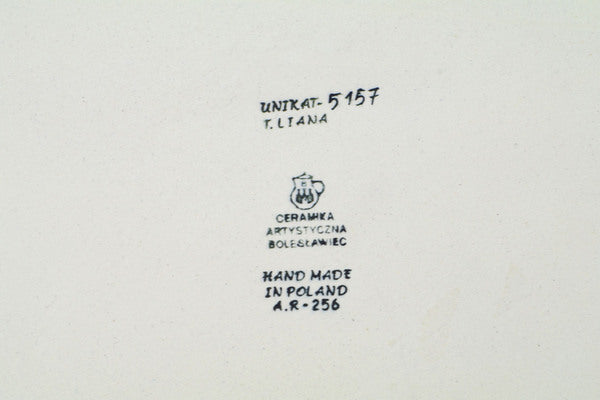 UNIKAT-5157
T.LIANA
B
CERAMIKA
ARTYSTYCZNA
BOLESŁAWIEC
HAND MADE
IN POLAND
A.R-256